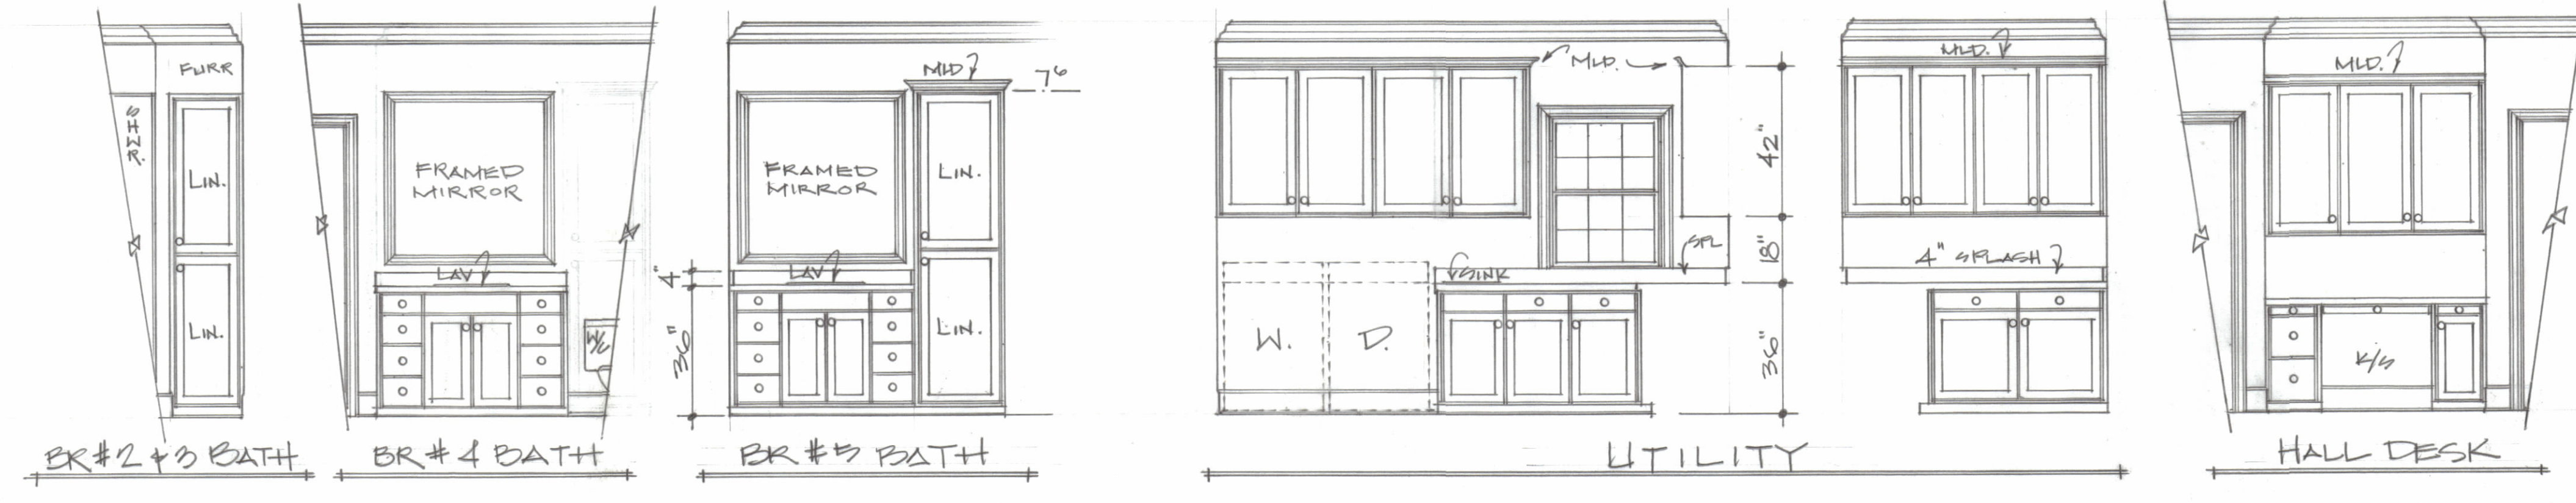 FURR
SHWR.
LIN.
LIN.
BR #2 & 3 BATH
FRAMED
MIRROR
LAV
W/C
BR #4 BATH
4"
36"
MLD
7⁶
FRAMED
MIRROR
LIN.
LAV
LIN.
BR #5 BATH
MLD.
SPL
SINK
W.
D.
42"
18"
36"
MLD.
4" SPLASH
UTILITY
MLD.
K/S
HALL DESK